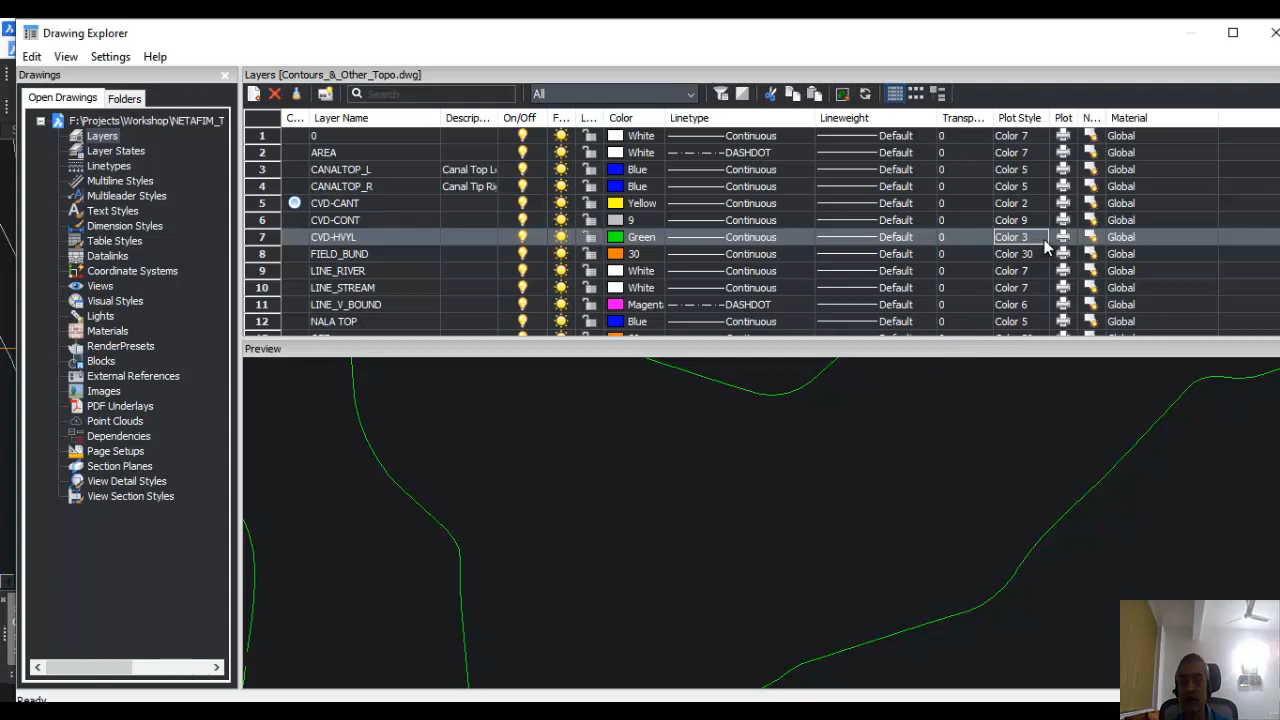 Drawing Explorer
Edit View Settings Help
Drawings
Open Drawings Folders
F:\Projects\Workshop\NETAFIM_T
Layers
Layer States
Linetypes
Multiline Styles
Multileader Styles
Text Styles
Dimension Styles
Table Styles
Datalinks
Coordinate Systems
Views
Visual Styles
Lights
Materials
RenderPresets
Blocks
External References
Images
PDF Underlays
Point Clouds
Dependencies
Page Setups
Section Planes
View Detail Styles
View Section Styles
Layers [Contours_&_Other_Topo.dwg]
Search All
C... Layer Name Descrip... On/Off F... L... Color Linetype Lineweight Transp... Plot Style Plot N... Material
1 0 White Continuous Default 0 Color 7 Global
2 AREA White DASHDOT Default 0 Color 7 Global
3 CANALTOP_L Canal Top L Blue Continuous Default 0 Color 5 Global
4 CANALTOP_R Canal Tip Ri Blue Continuous Default 0 Color 5 Global
5 CVD-CANT Yellow Continuous Default 0 Color 2 Global
6 CVD-CONT 9 Continuous Default 0 Color 9 Global
7 CVD-HVYL Green Continuous Default 0 Color 3 Global
8 FIELD_BUND 30 Continuous Default 0 Color 30 Global
9 LINE_RIVER White Continuous Default 0 Color 7 Global
10 LINE_STREAM White Continuous Default 0 Color 7 Global
11 LINE_V_BOUND Magent DASHDOT Default 0 Color 6 Global
12 NALA TOP Blue Continuous Default 0 Color 5 Global
Preview
Ready